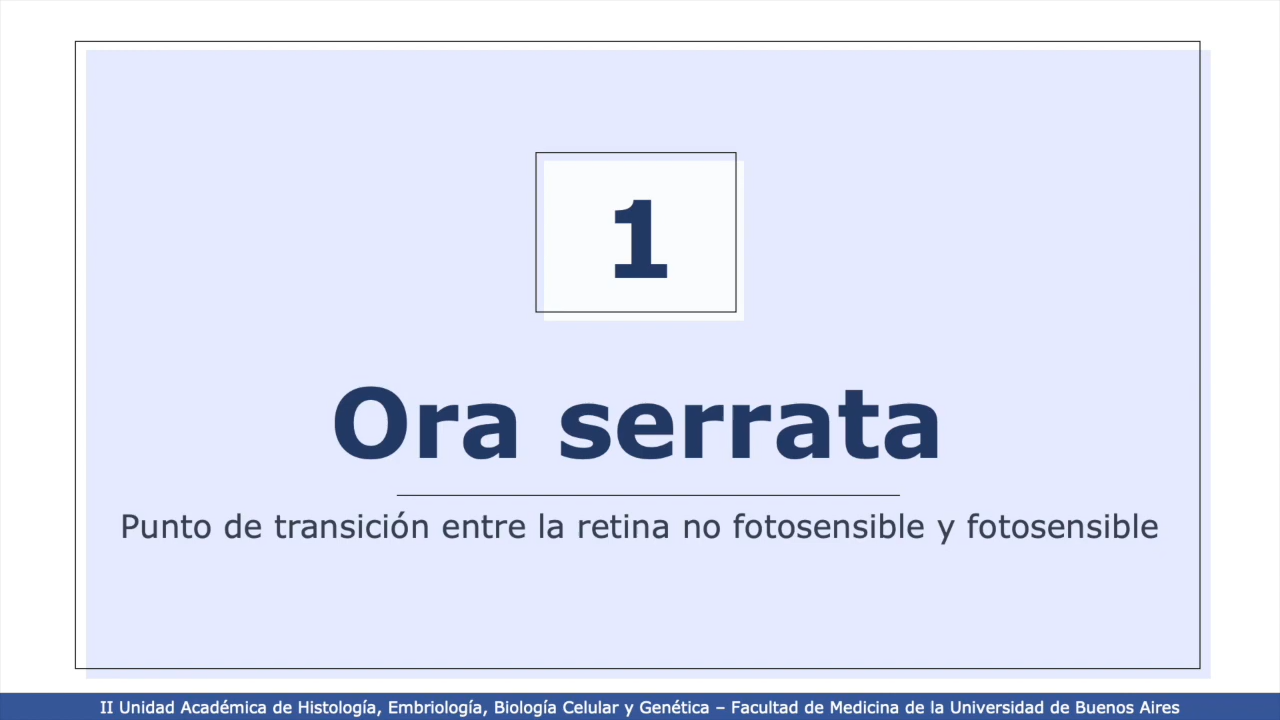 1
Ora serrata
Punto de transición entre la retina no fotosensible y fotosensible
II Unidad Académica de Histología, Embriología, Biología Celular y Genética – Facultad de Medicina de la Universidad de Buenos Aires